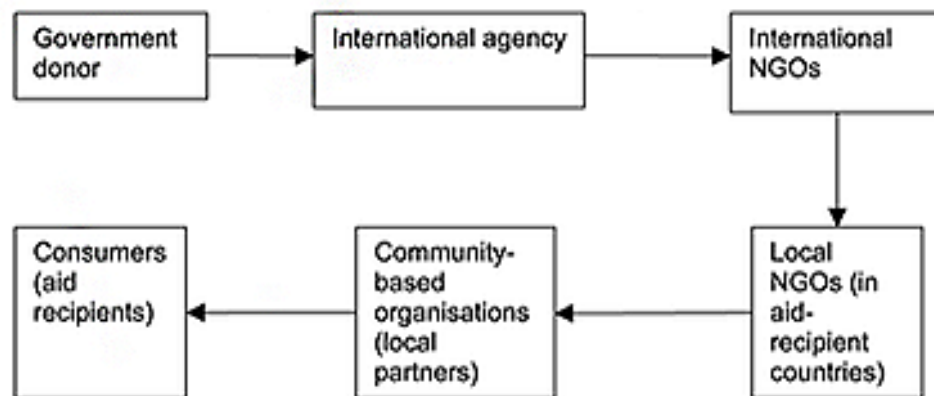 Government
donor
International agency
International
NGOs
Local
NGOs (in
aid-
recipient
countries)
Community-
based
organisations
(local
partners)
Consumers
(aid
recipients)